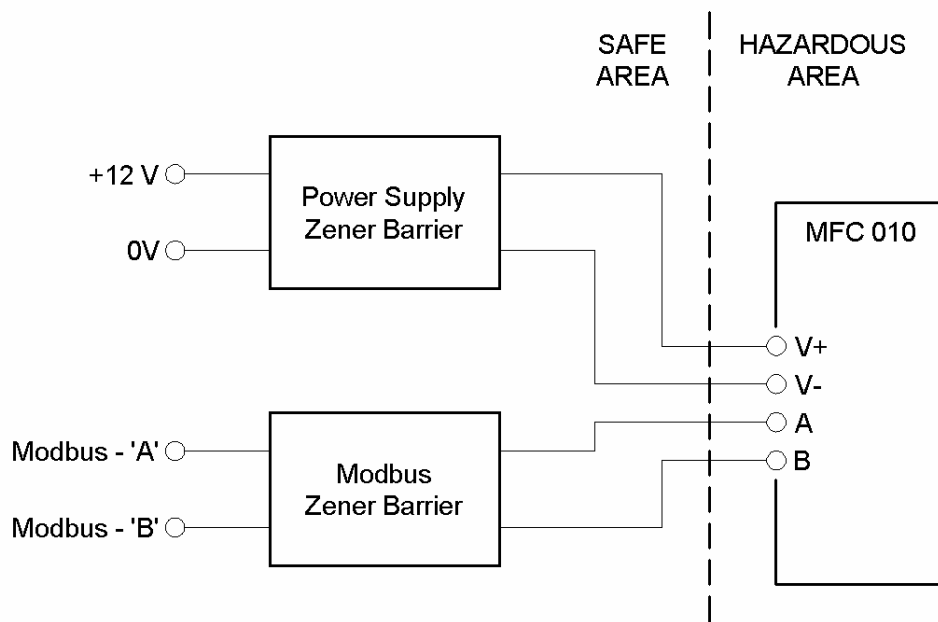 SAFE
AREA
HAZARDOUS
AREA
+12 V
0V
Power Supply
Zener Barrier
MFC 010
V+
V-
A
B
Modbus - 'A'
Modbus - 'B'
Modbus
Zener Barrier